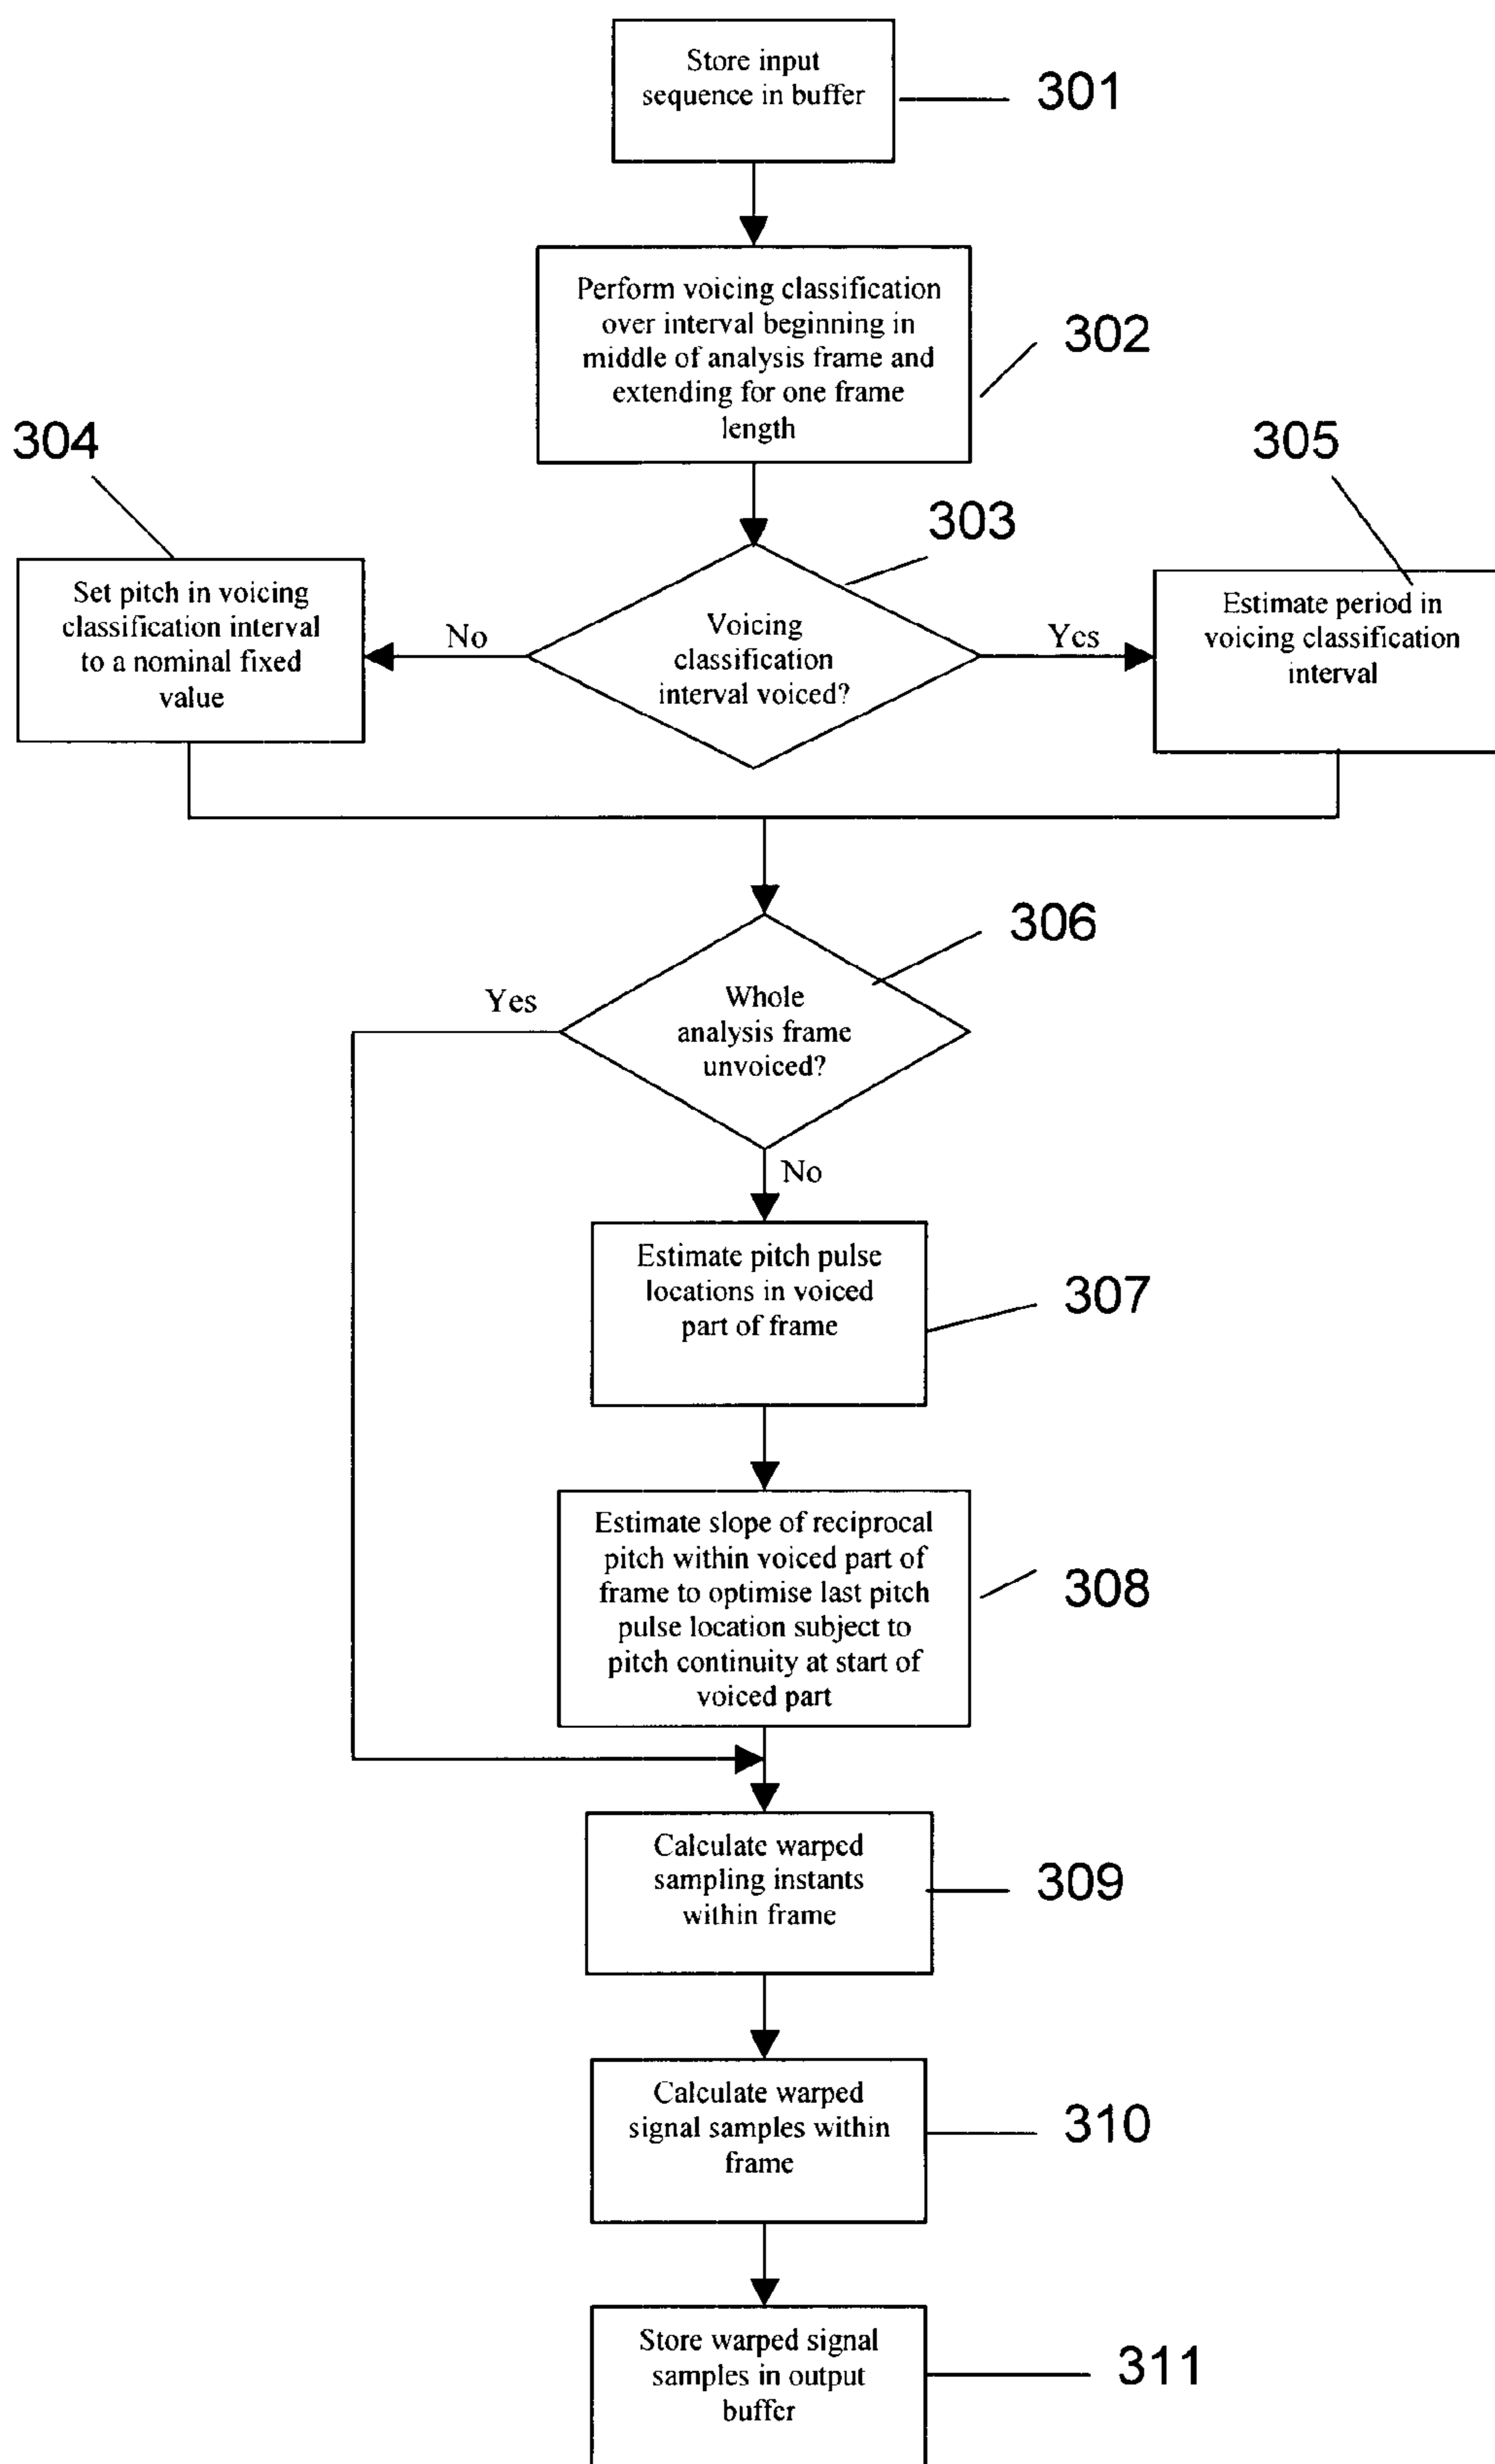 Store input
sequence in buffer
301
Perform voicing classification
over interval beginning in
middle of analysis frame and
extending for one frame
length
302
304
305
303
Set pitch in voicing
classification interval
to a nominal fixed
value
No
Voicing
classification
interval voiced?
Yes
Estimate period in
voicing classification
interval
306
Yes
Whole
analysis frame
unvoiced?
No
Estimate pitch pulse
locations in voiced
part of frame
307
Estimate slope of reciprocal
pitch within voiced part of
frame to optimise last pitch
pulse location subject to
pitch continuity at start of
voiced part
308
Calculate warped
sampling instants
within frame
309
Calculate warped
signal samples within
frame
310
Store warped signal
samples in output
buffer
311